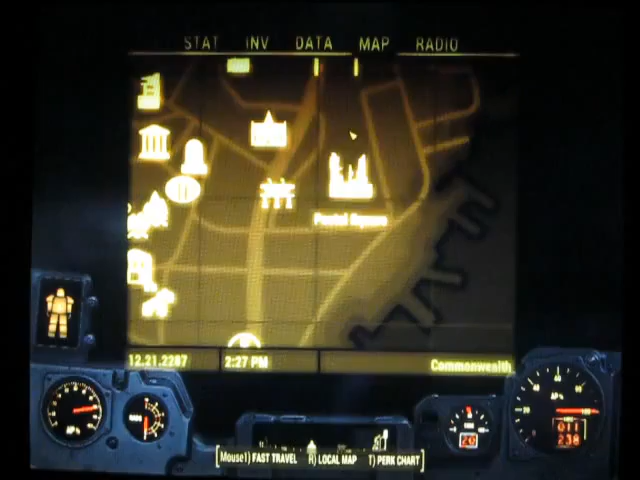 STAT INV DATA MAP RADIO
Postal Square
12.21.2287 2:27 PM Commonwealth
Mouse1) FAST TRAVEL R) LOCAL MAP T) PERK CHART